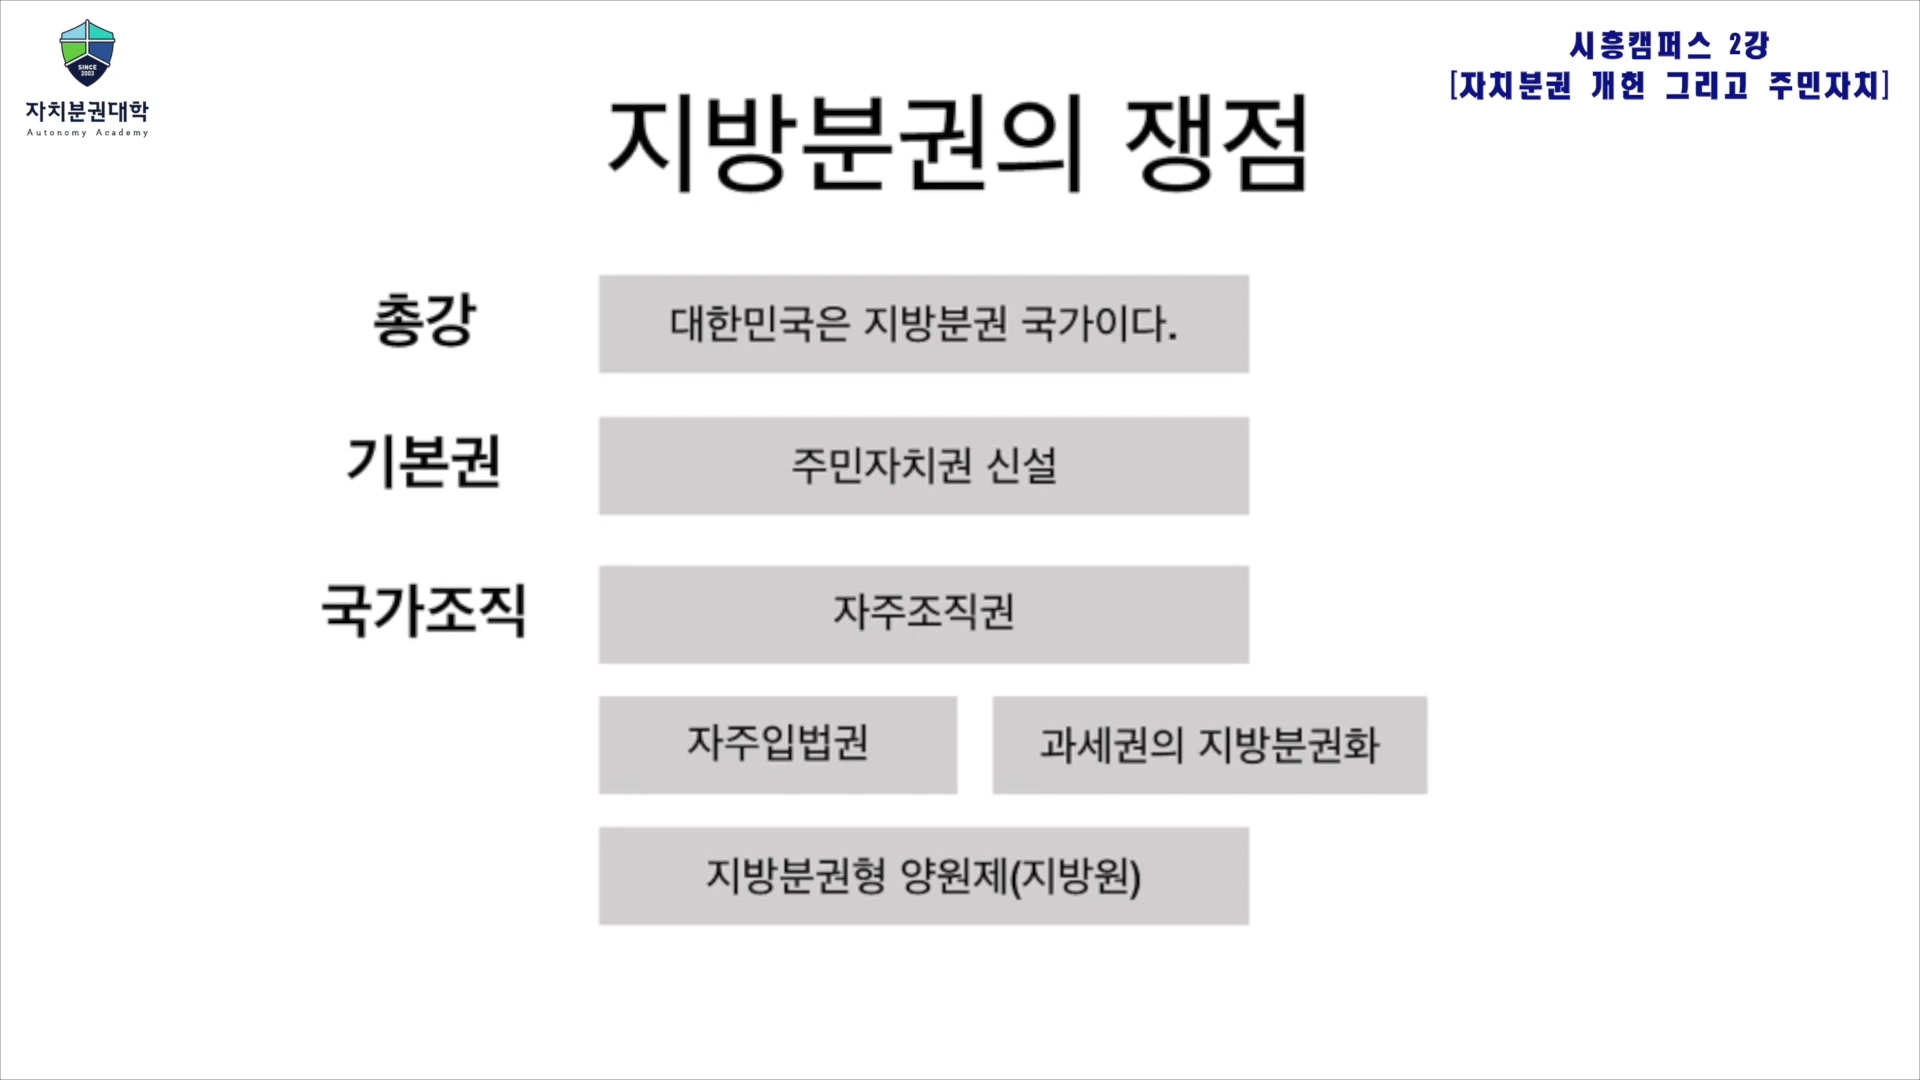 SINCE
2003
자치분권대학
Autonomy Academy
시흥캠퍼스 2강
[자치분권 개헌 그리고 주민자치]
지방분권의 쟁점
총강
대한민국은 지방분권 국가이다.
기본권
주민자치권 신설
국가조직
자주조직권
자주입법권
과세권의 지방분권화
지방분권형 양원제(지방원)